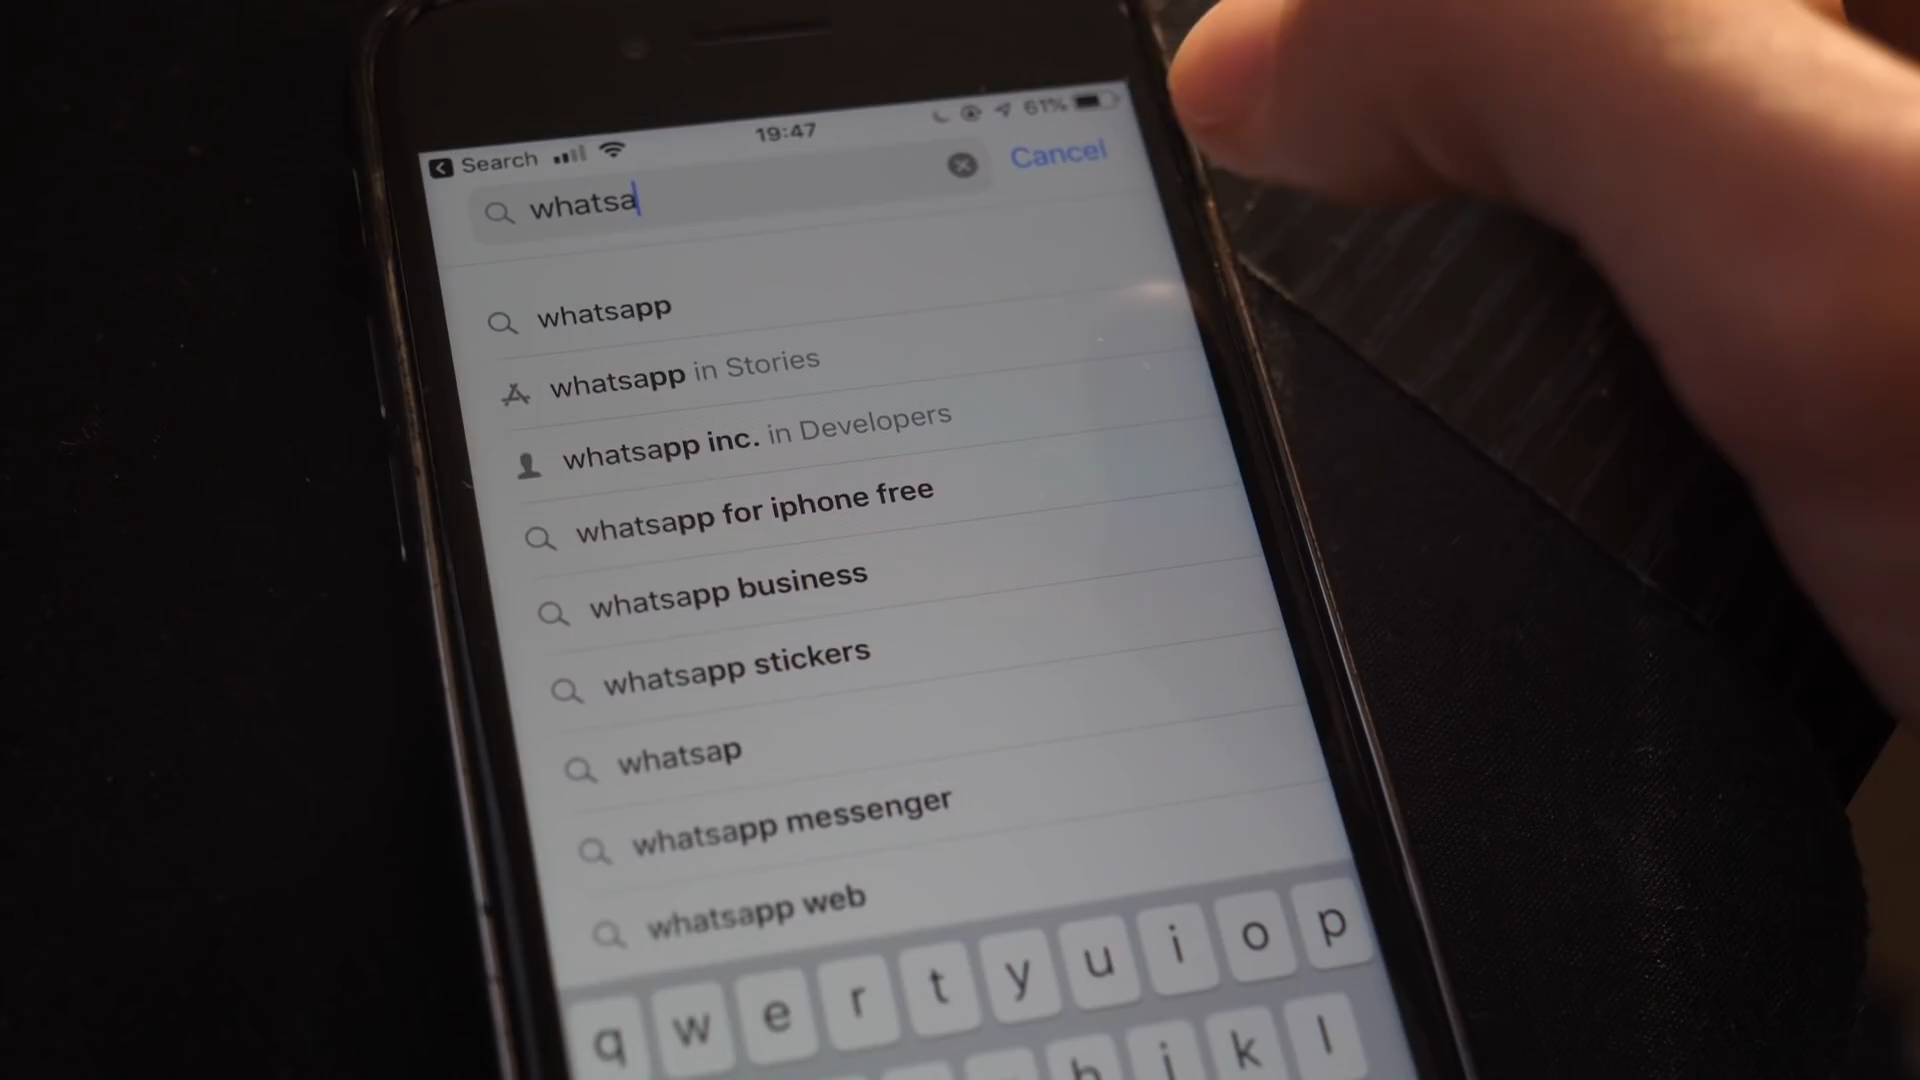 Search 19:47 61%
whatsa Cancel
whatsapp
whatsapp in Stories
whatsapp inc. in Developers
whatsapp for iphone free
whatsapp business
whatsapp stickers
whatsap
whatsapp messenger
whatsapp web
q w e r t y u i o p
h j k l